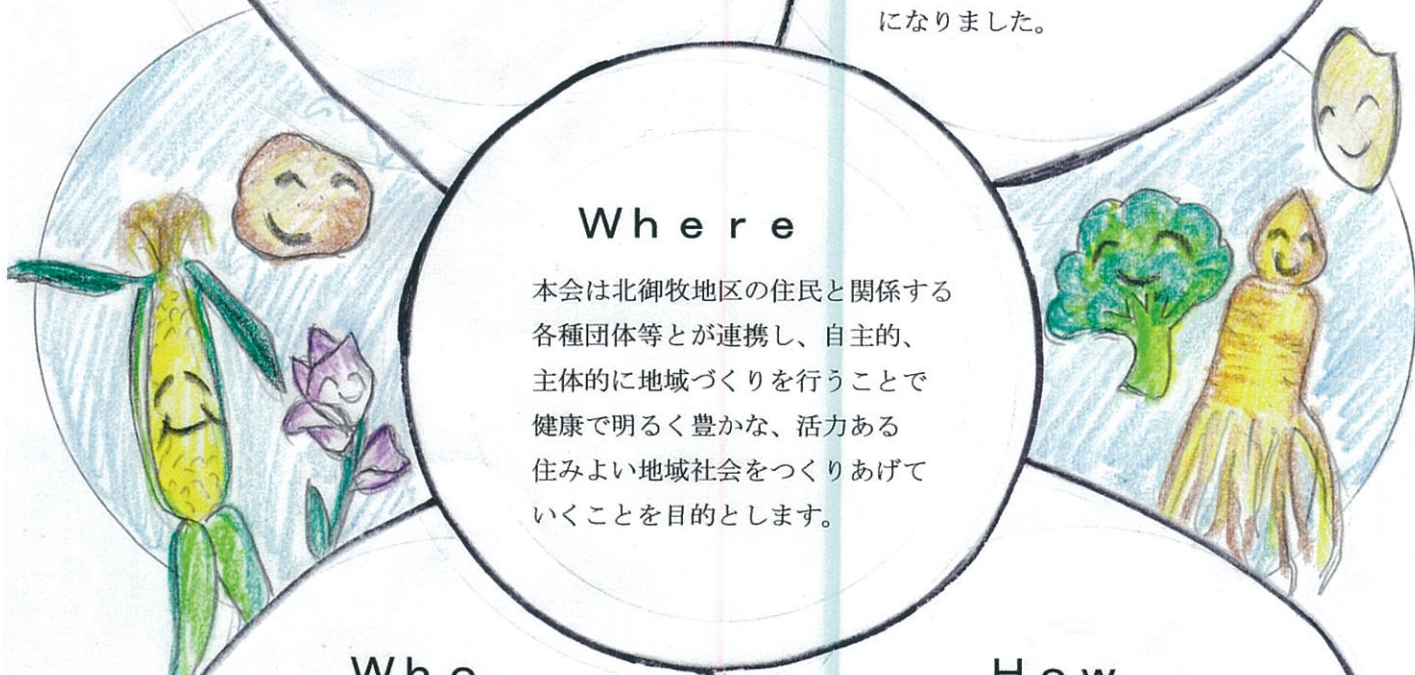 になりました。
Where
本会は北御牧地区の住民と関係する
各種団体等とが連携し、自主的、
主体的に地域づくりを行うことで
健康で明るく豊かな、活力ある
住みよい地域社会をつくりあげて
いくことを目的とします。
Who
How